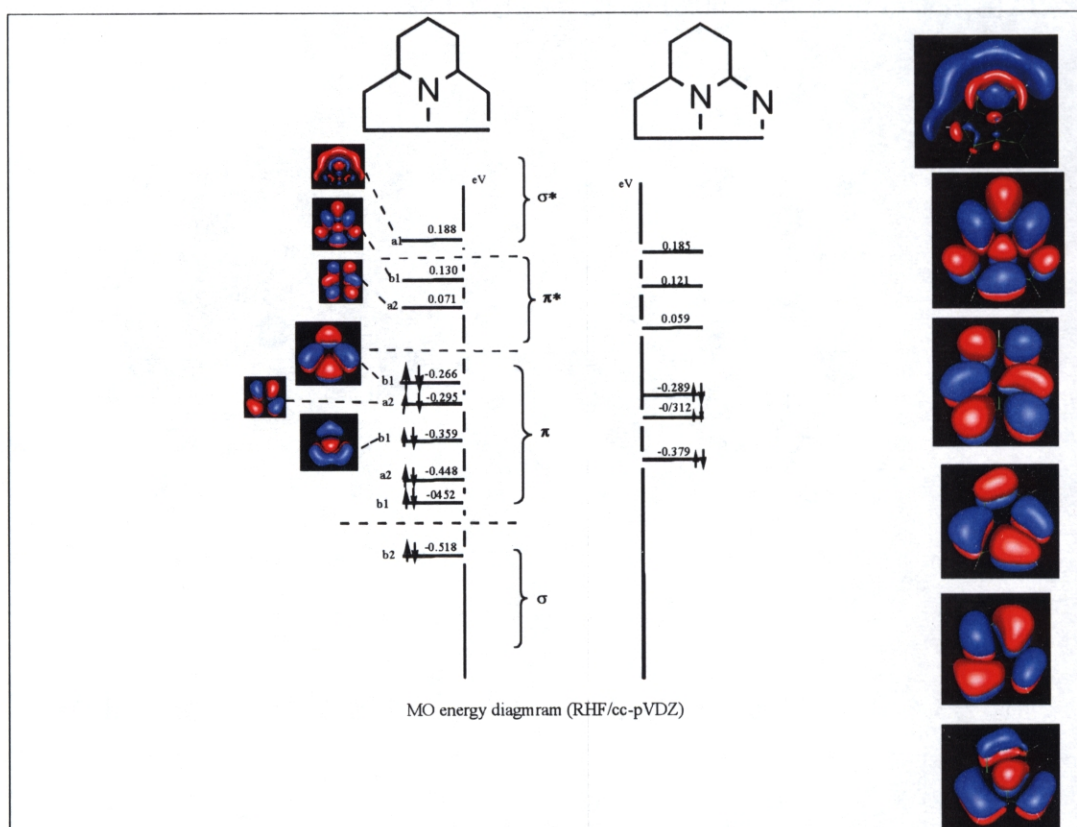 N
N
N
eV
eV
σ*
0.188
a1
0.185
b1
0.130
0.121
π*
a2
0.071
0.059
b1
-0.266
-0.289
a2
-0.295
-0/312
π
b1
-0.359
-0.379
a2
-0.448
b1
-0452
b2
-0.518
σ
MO energy diagmram (RHF/cc-pVDZ)